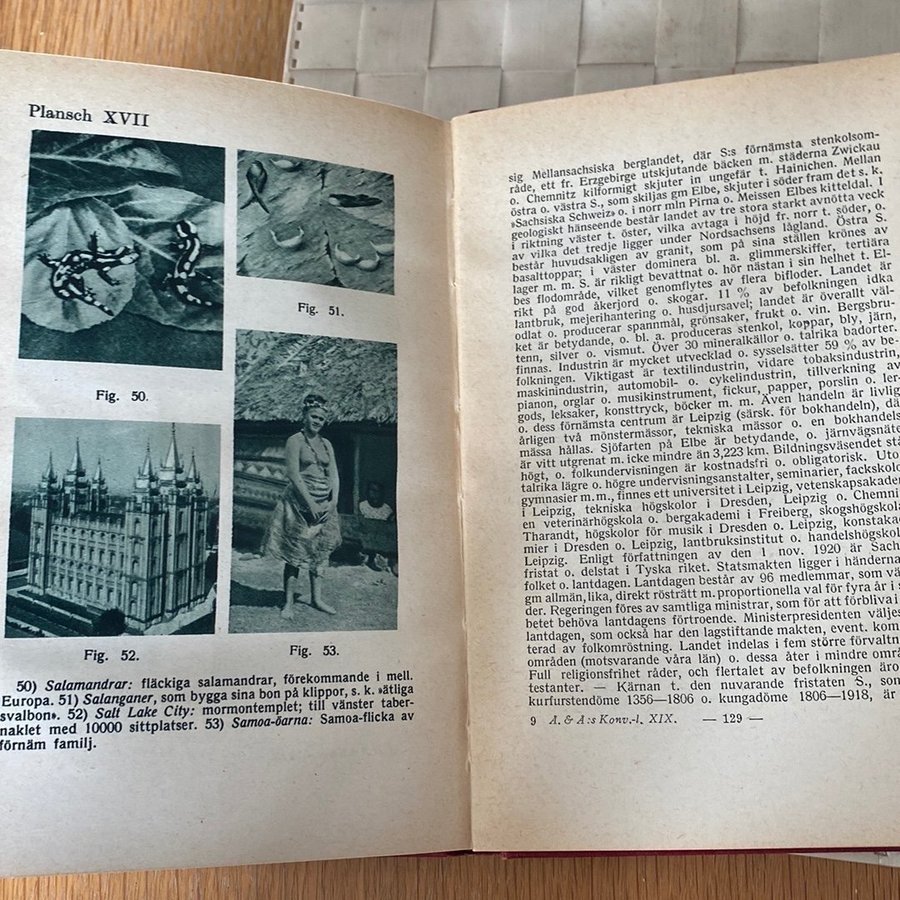 Plansch XVII
Fig. 50.
Fig. 51.
Fig. 52.
Fig. 53.
50) Salamandrar: fläckiga salamandrar, förekommande i mell.
Europa. 51) Salanganer, som bygga sina bon på klippor, s. k. »ätliga
svalbon». 52) Salt Lake City: mormontemplet; till vänster taber-
naklet med 10000 sittplatser. 53) Samoa-öarna: Samoa-flicka av
förnäm familj.
sig Mellansachsiska berglandet, där S:s förnämsta stenkolsom-
råde, ett fr. Erzgebirge utskjutande bäcken m. städerna Zwickau
o. Chemnitz kilformigt skjuter in ungefär t. Hainichen. Mellan
östra o. västra S., som skiljas gm Elbe, skjuter i söder fram det s. k.
»Sachsiska Schweiz» o. i norr mln Pirna o. Meissen Elbes kitteldal. I
geologiskt hänseende består landet av tre stora starkt avnötta veck
i riktning väster t. öster, vilka avtaga i höjd fr. norr t. söder, o.
av vilka det tredje ligger under Nordsachsens lågland. Östra S.
består huvudsakligen av granit, som på sina ställen krönes av
basalttoppar; i väster dominera bl. a. glimmerskiffer, tertiära
lager m. m. S. är rikligt bevattnat o. hör nästan i sin helhet t. El-
bes flodområde, vilket genomflytes av flera bifloder. Landet är
rikt på god åkerjord o. skogar. 11 % av befolkningen idka
lantbruk, mejerihantering o. husdjursavel; landet är överallt väl-
odlat o. producerar spannmål, grönsaker, frukt o. vin. Bergsbru-
ket är betydande, o. bl. a. produceras stenkol, koppar, bly, järn,
tenn, silver o. vismut. Över 30 mineralkällor o. talrika badorter.
finnas. Industrin är mycket utvecklad o. sysselsätter 59 % av be-
folkningen. Viktigast är textilindustrin, vidare tobaksindustrin,
maskinindustrin, automobil- o. cykelindustrin, tillverkning av
pianon, orglar o. musikinstrument, fickur, papper, porslin o. ler-
gods, leksaker, konsttryck, böcker m. m. Även handeln är livlig
o. dess förnämsta centrum är Leipzig (särsk. för bokhandeln), dä
årligen två mönstermässor, tekniska mässor o. en bokhandels
mässa hållas. Sjöfarten på Elbe är betydande, o. järnvägsnäte
är vitt utgrenat m. icke mindre än 3,223 km. Bildningsväsendet stå
högt, o. folkundervisningen är kostnadsfri o. obligatorisk. Uto
talrika lägre o. högre undervisningsanstalter, seminarier, fackskolo
gymnasier m. m., finnes ett universitet i Leipzig, vetenskapsakade
i Leipzig, tekniska högskolor i Dresden, Leipzig o. Chemni
en veterinärhögskola o. bergakademi i Freiberg, skogshögskola
Tharandt, högskolor för musik i Dresden o. Leipzig, konstaka
mier i Dresden o. Leipzig, lantbruksinstitut o. handelshögskol
Leipzig. Enligt författningen av den 1 nov. 1920 är Sach
fristat o. delstat i Tyska riket. Statsmakten ligger i händerna
folket o. lantdagen. Lantdagen består av 96 medlemmar, som vä
gm allmän, lika, direkt rösträtt m. proportionella val för fyra år i s
der. Regeringen föres av samtliga ministrar, som för att förbliva i
betet behöva lantdagens förtroende. Ministerpresidenten väljes
lantdagen, som också har den lagstiftande makten, event. kom
terad av folkomröstning. Landet indelas i fem större förvaltn
områden (motsvarande våra län) o. dessa åter i mindre områ
Full religionsfrihet råder, och flertalet av befolkningen äro
testanter. — Kärnan t. den nuvarande fristaten S., som
kurfurstendöme 1356—1806 o. kungadöme 1806—1918, är
9 A. & A:s Konv.-l. XIX. — 129 —